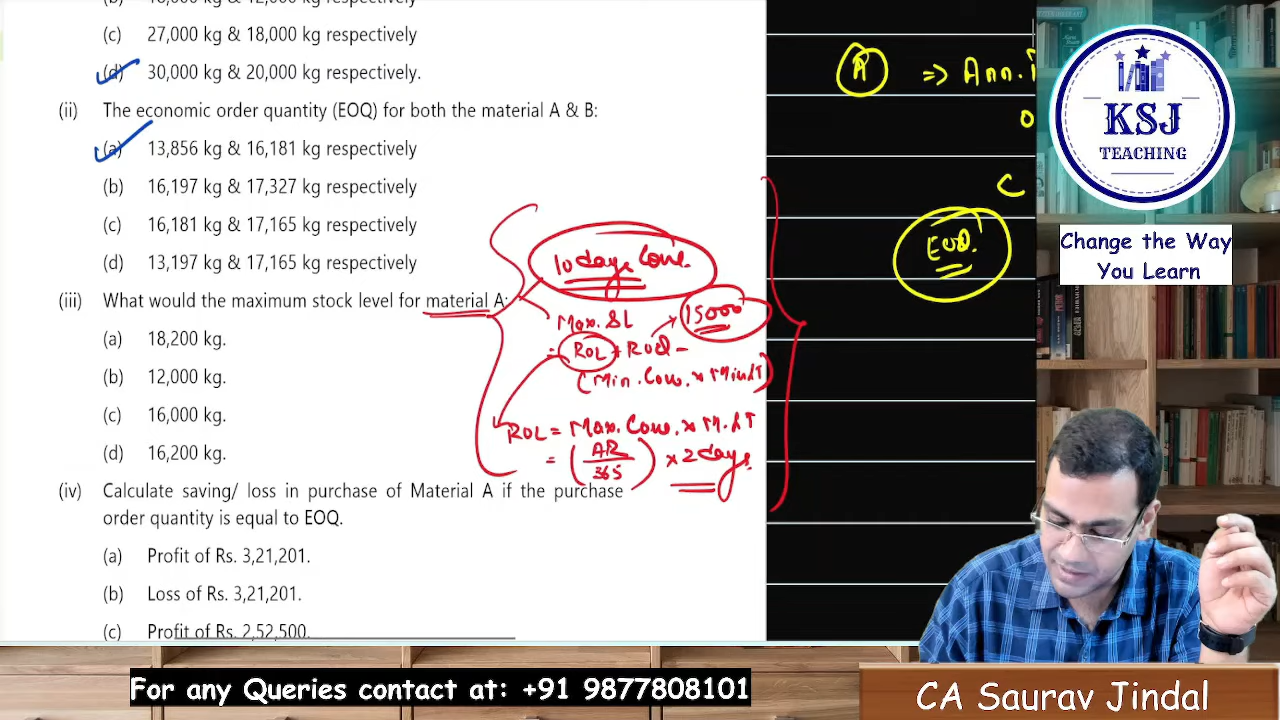 (c) 27,000 kg & 18,000 kg respectively
(d) 30,000 kg & 20,000 kg respectively.
(ii) The economic order quantity (EOQ) for both the material A & B:
(a) 13,856 kg & 16,181 kg respectively
(b) 16,197 kg & 17,327 kg respectively
(c) 16,181 kg & 17,165 kg respectively
(d) 13,197 kg & 17,165 kg respectively
(iii) What would the maximum stock level for material A:
(a) 18,200 kg.
(b) 12,000 kg.
(c) 16,000 kg.
(d) 16,200 kg.
(iv) Calculate saving/ loss in purchase of Material A if the purchase
order quantity is equal to EOQ.
(a) Profit of Rs. 3,21,201.
(b) Loss of Rs. 3,21,201.
(c) Profit of Rs. 2,52,500.
10 days Con.
Max. SL 15000
= ROL + ROQ -
(Min. Con. x Min LT)
ROL = Max. Con. x M. LT
= (AR/365) x 2 days
A => Ann.
O
C
EOQ.
KSJ
TEACHING
Change the Way
You Learn
For any Queries contact at: +91 9877808101
CA Saurav Jindal